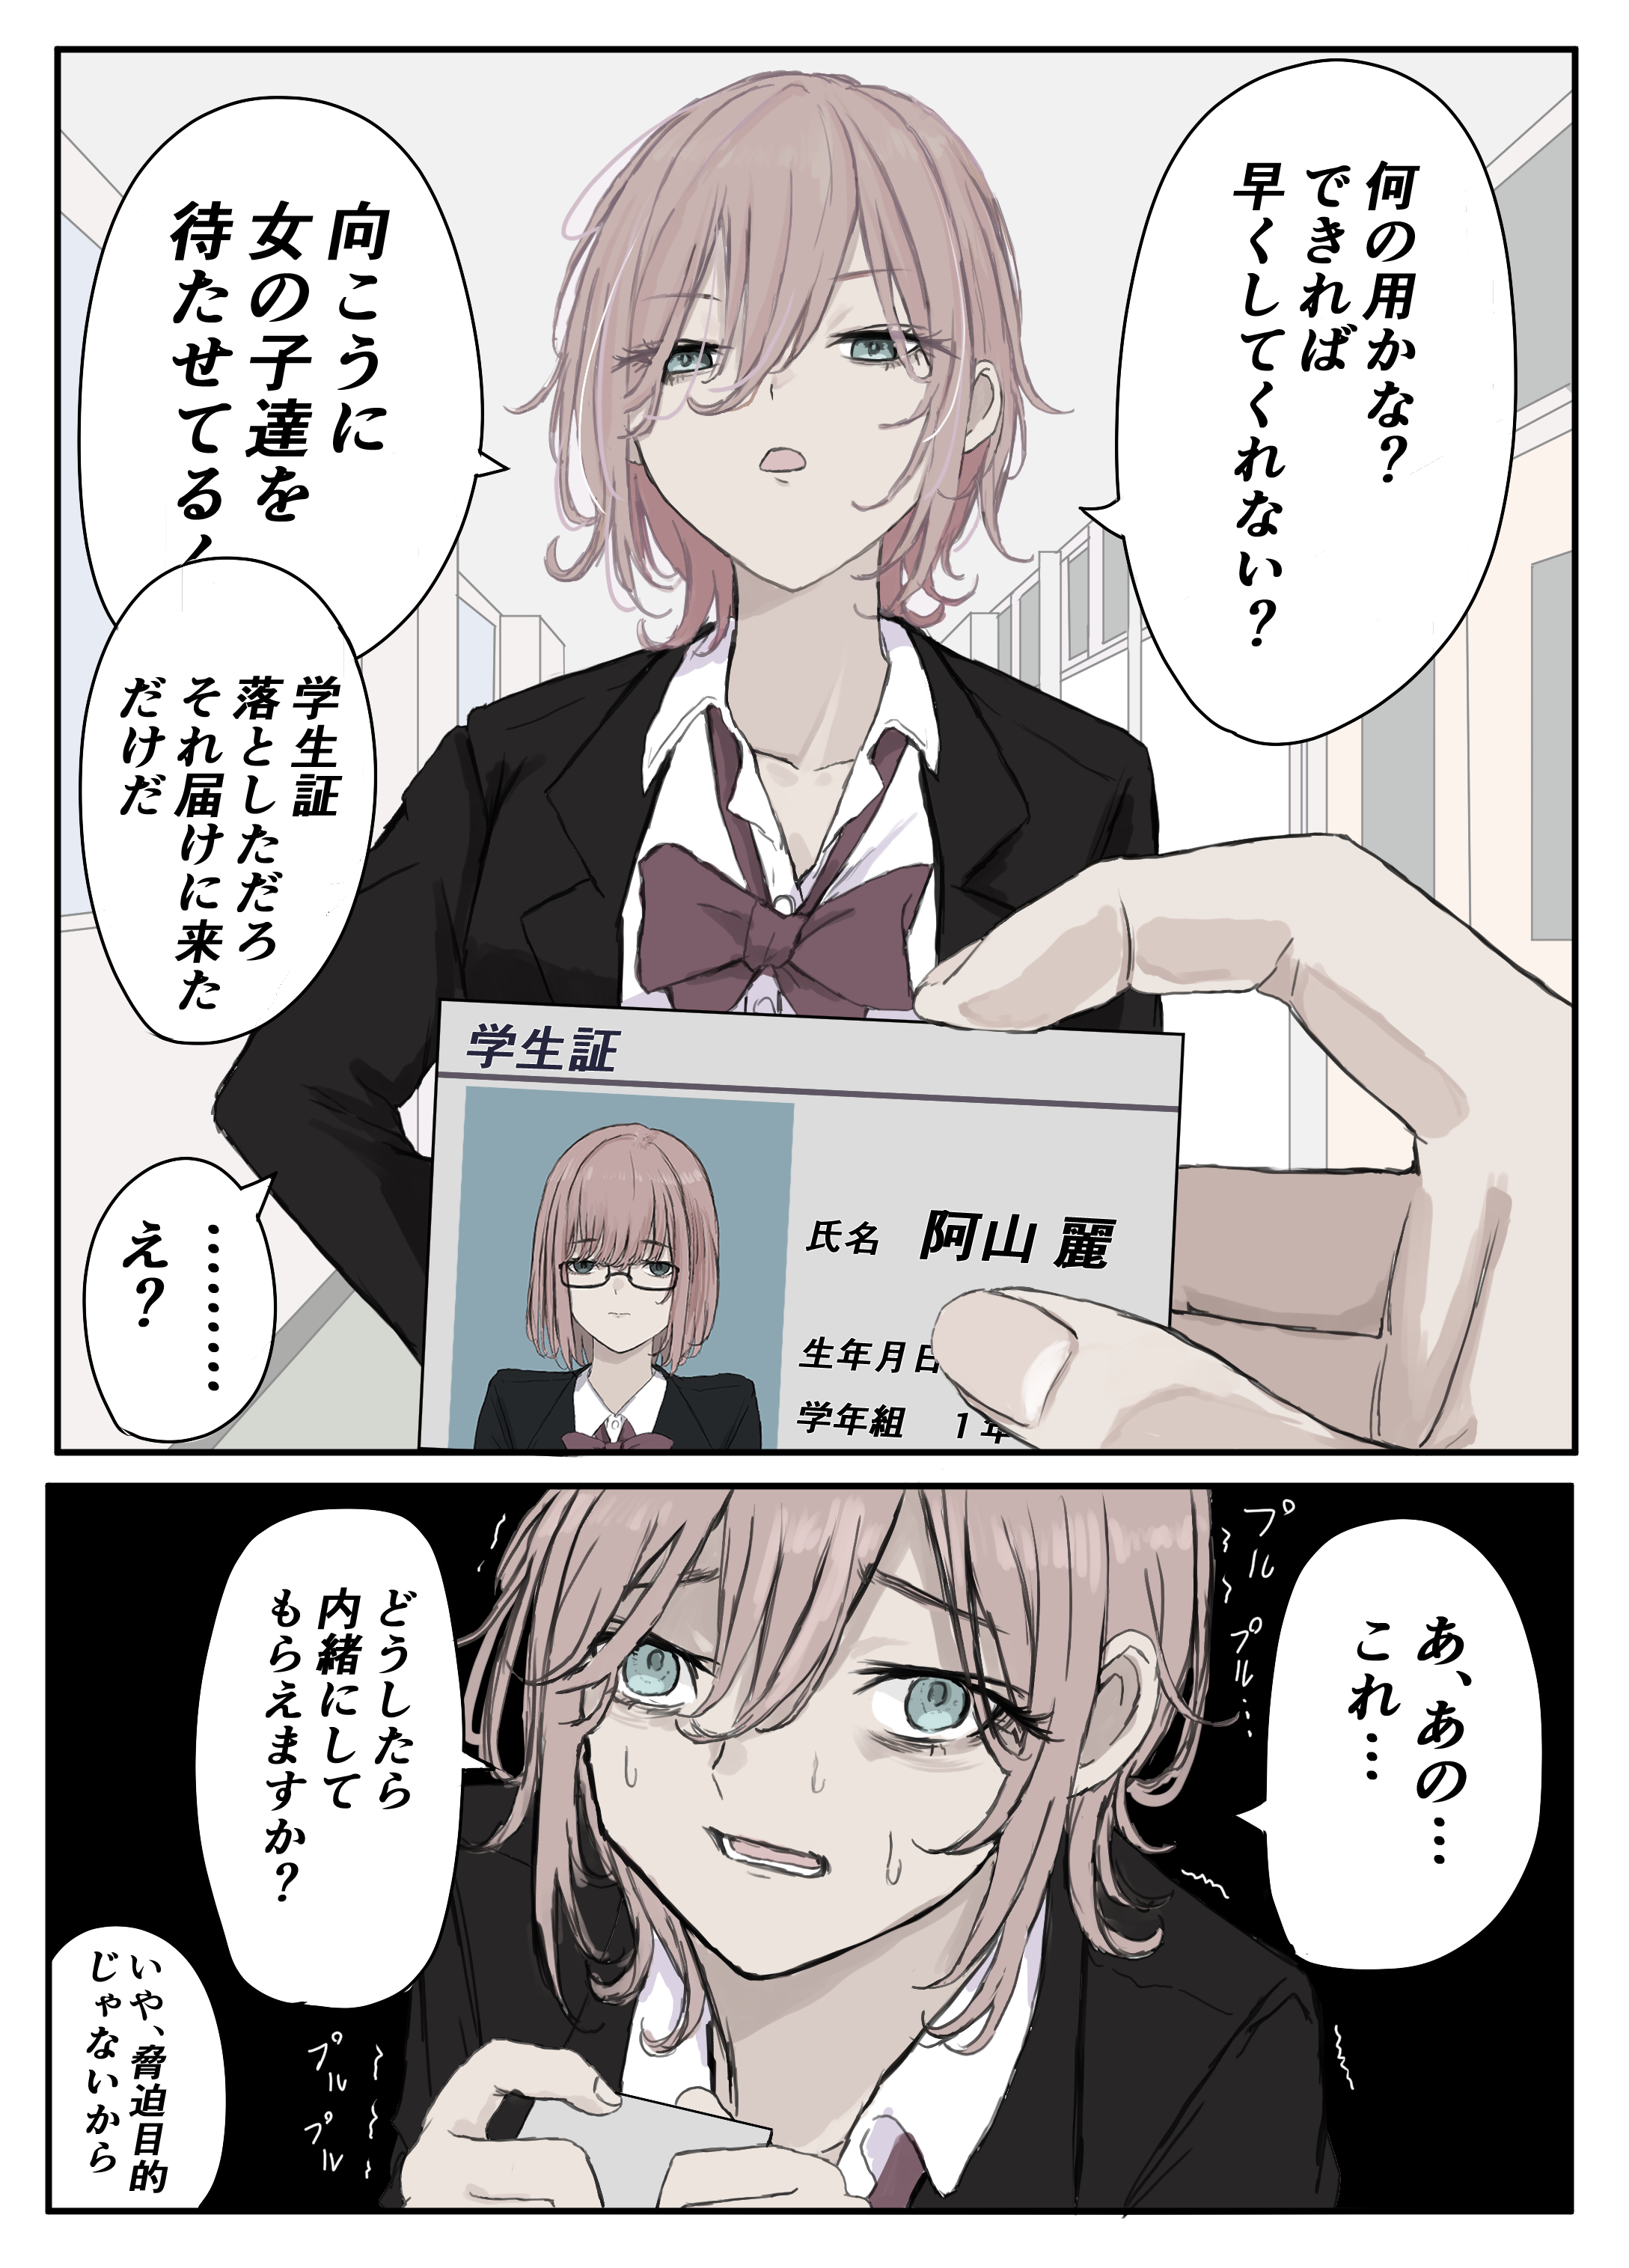 何の用かな?
できれば
早くしてくれない?
向こうに
女の子達を
待たせてる
学生証
落としただろ
それ届けに来た
だけだ
学生証
氏名 阿山 麗
生年月日
学年組 1年
………
え?
あ、あの…
これ…
プルプル…
どうしたら
内緒にして
もらえますか?
プルプル
いや、脅迫目的
じゃないから